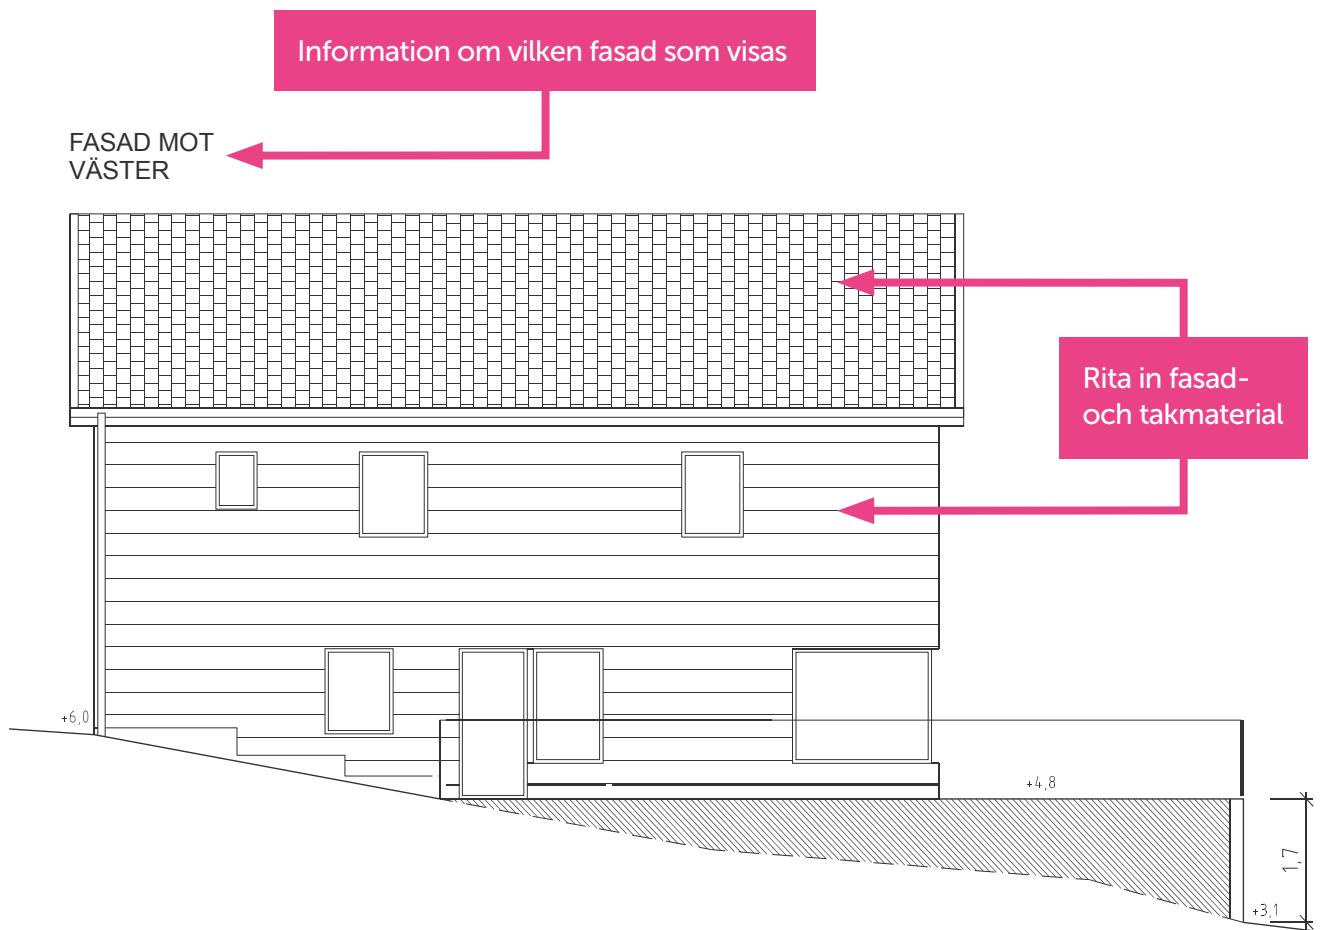 Information om vilken fasad som visas
FASAD MOT
VÄSTER
Rita in fasad-
och takmaterial
+6,0
+4,8
1,7
+3,1